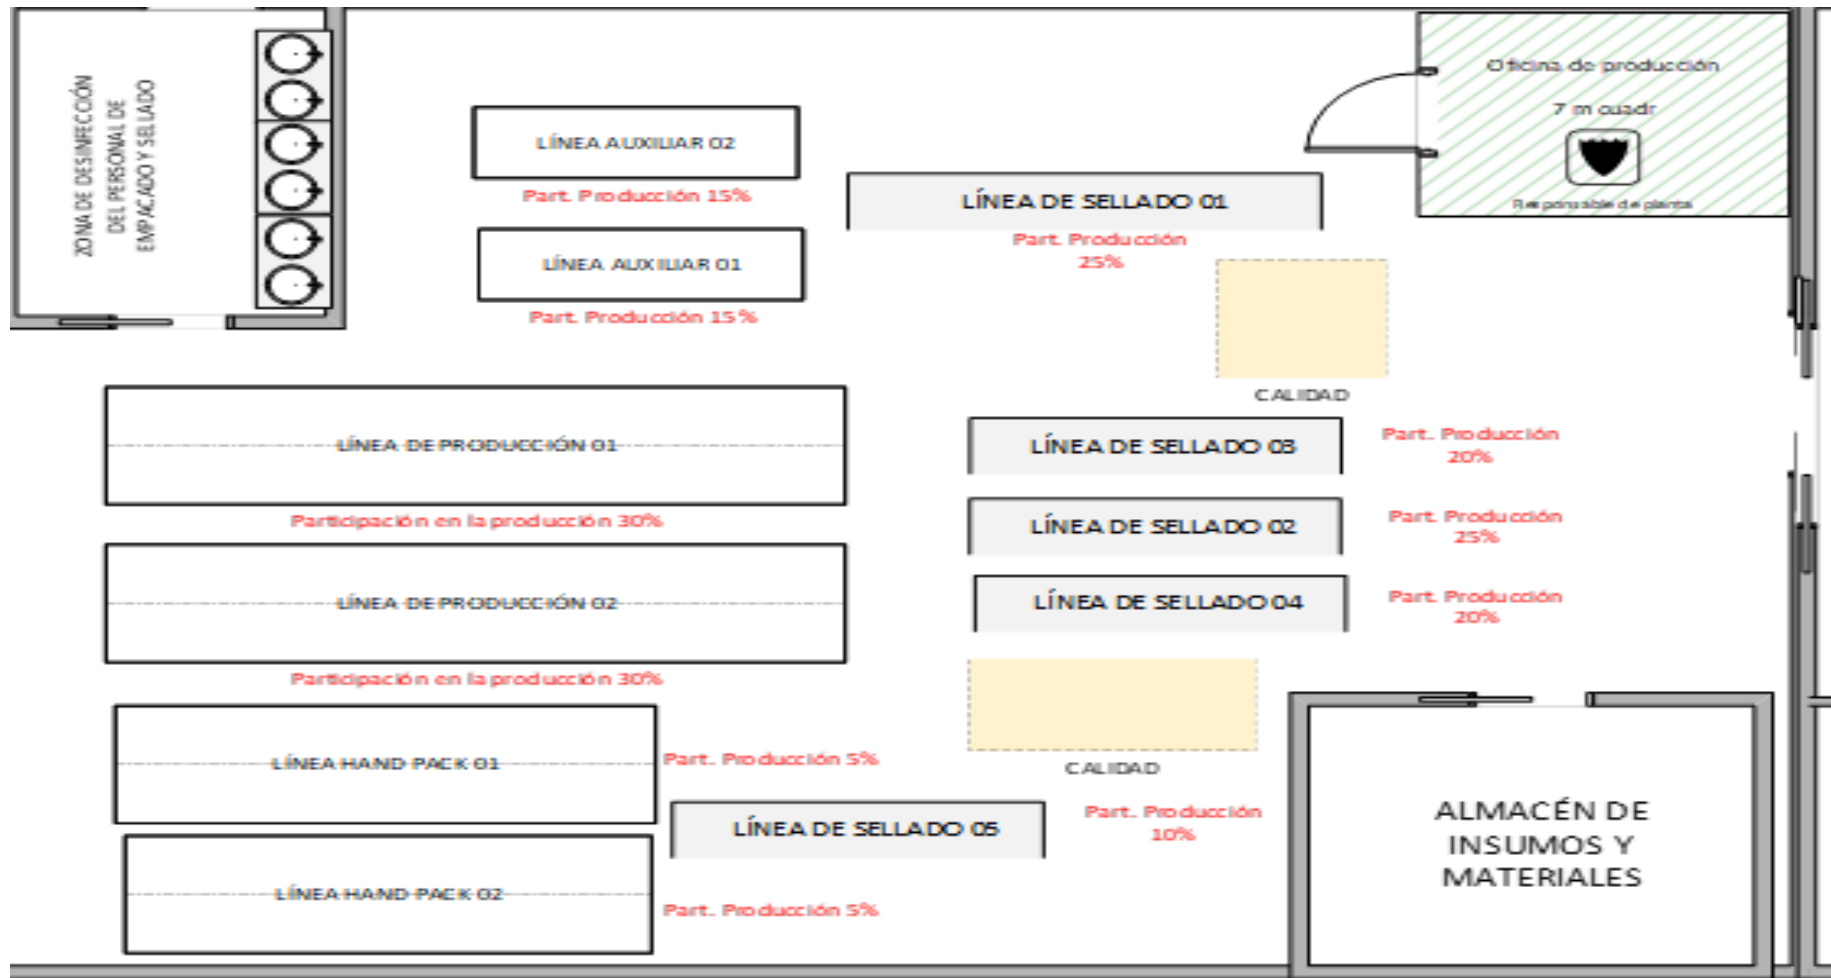 ZONA DE DESINFECCIÓN
DEL PERSONAL DE
EMPACADO Y SELLADO
LÍNEA AUXILIAR 02
Part. Producción 15%
LÍNEA AUXILIAR 01
Part. Producción 15%
LÍNEA DE SELLADO 01
Part. Producción
25%
Oficina de producción
7 m cuadr
Responsable de planta
CALIDAD
LÍNEA DE PRODUCCIÓN 01
Participación en la producción 30%
LÍNEA DE SELLADO 03
Part. Producción
20%
LÍNEA DE SELLADO 02
Part. Producción
25%
LÍNEA DE PRODUCCIÓN 02
Participación en la producción 30%
LÍNEA DE SELLADO 04
Part. Producción
20%
CALIDAD
LÍNEA HAND PACK 01
Part. Producción 5%
LÍNEA DE SELLADO 05
Part. Producción
10%
LÍNEA HAND PACK 02
Part. Producción 5%
ALMACÉN DE
INSUMOS Y
MATERIALES